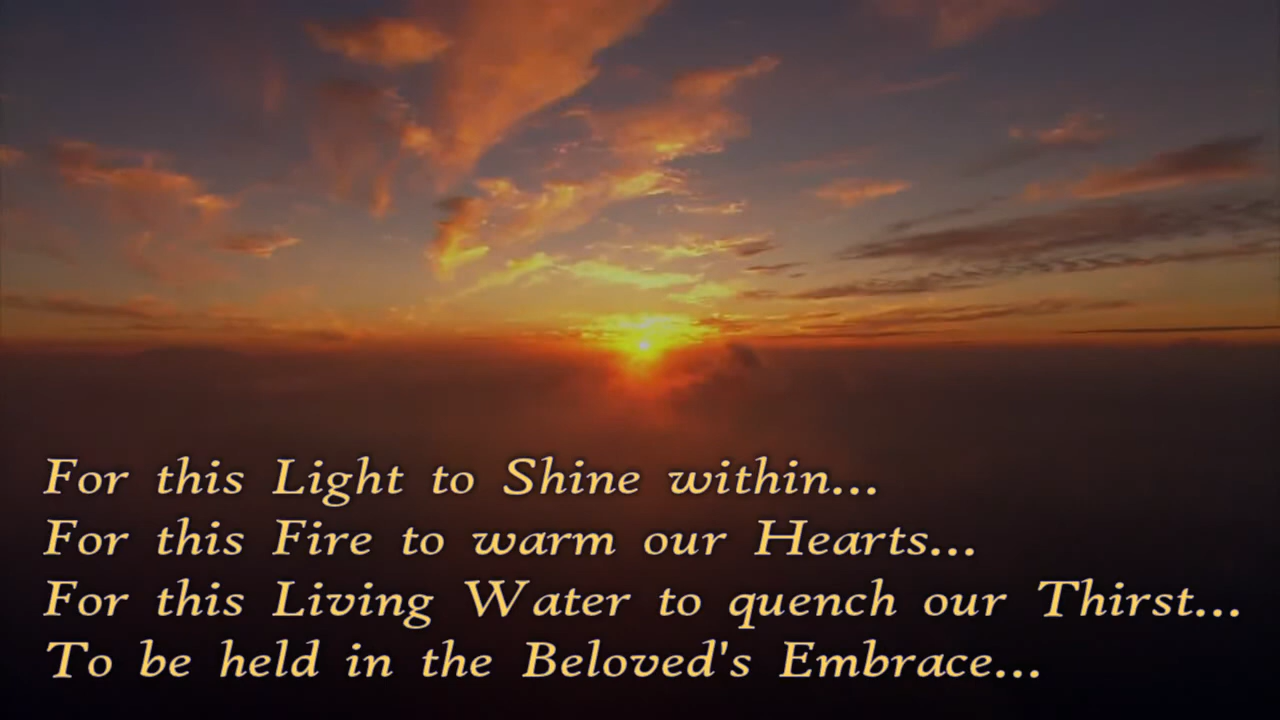 For this Light to Shine within...
For this Fire to warm our Hearts...
For this Living Water to quench our Thirst...
To be held in the Beloved's Embrace...